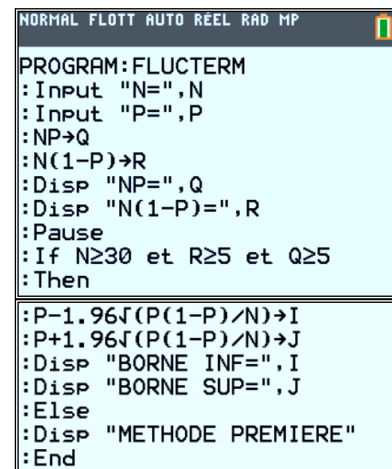 NORMAL FLOTT AUTO RÉEL RAD MP
PROGRAM:FLUCTERM
:Input "N=",N
:Input "P=",P
:NP→Q
:N(1-P)→R
:Disp "NP=",Q
:Disp "N(1-P)=",R
:Pause
:If N≥30 et R≥5 et Q≥5
:Then
:P-1.96√(P(1-P)/N)→I
:P+1.96√(P(1-P)/N)→J
:Disp "BORNE INF=",I
:Disp "BORNE SUP=",J
:Else
:Disp "METHODE PREMIERE"
:End